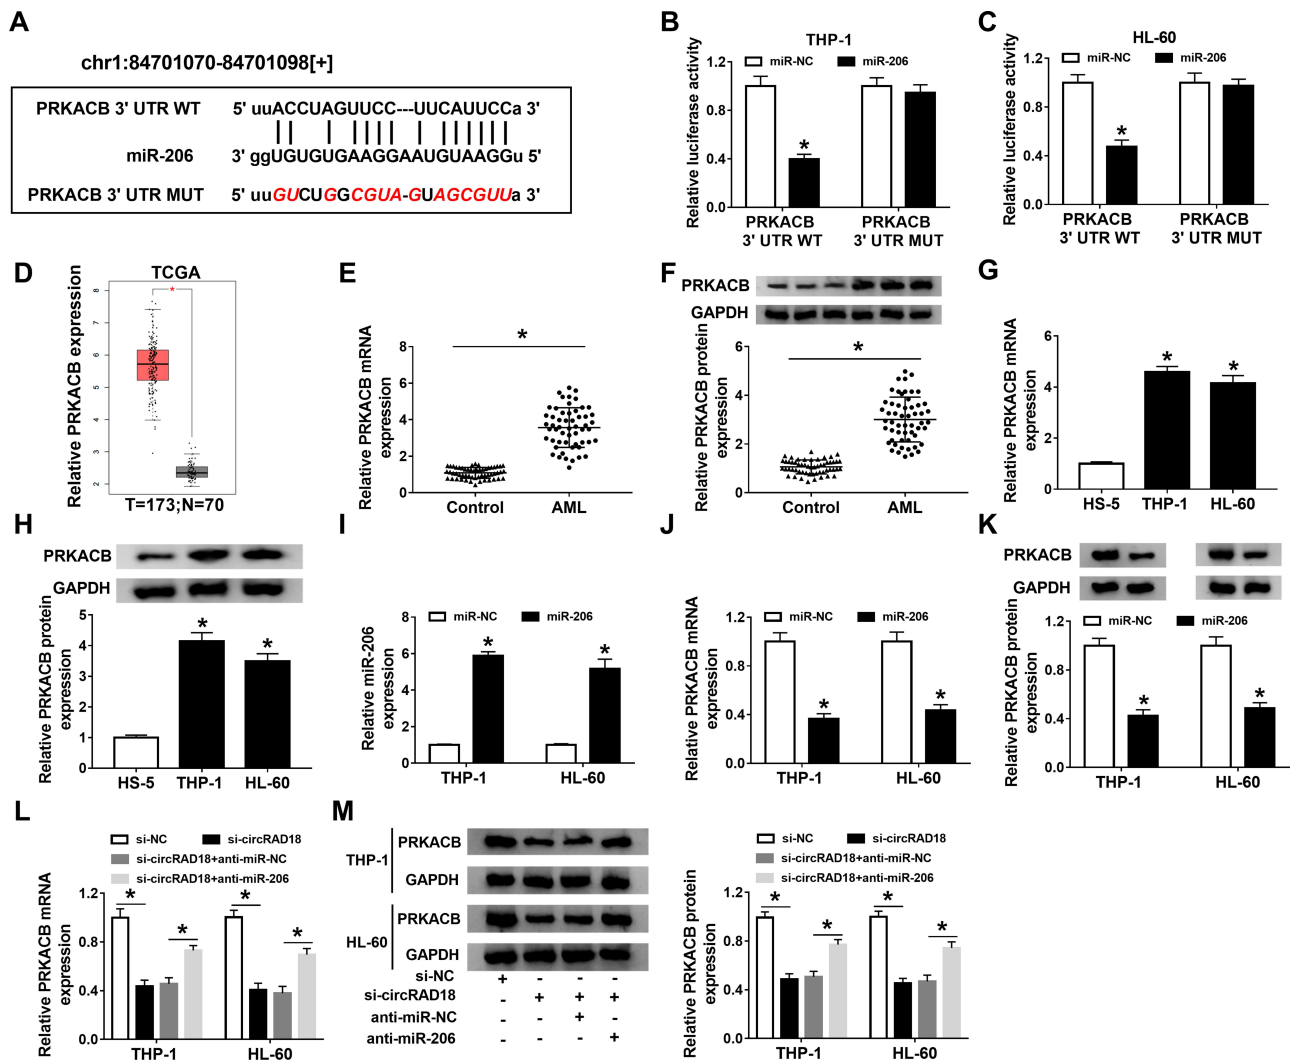 A
chr1:84701070-84701098[+]
PRKACB 3' UTR WT 5' uuACCUAGUUCC---UUCAUUCCa 3'
miR-206 3' ggUGUGUGAAGGAAUGUAAGGu 5'
PRKACB 3' UTR MUT 5' uuGUCUGGCGUA-GUAGCGUUa 3'
B
THP-1
miR-NC miR-206
Relative luciferase activity
1.2
0.8
0.4
0.0
*
PRKACB 3' UTR WT
PRKACB 3' UTR MUT
C
HL-60
miR-NC miR-206
Relative luciferase activity
1.2
0.8
0.4
0.0
*
PRKACB 3' UTR WT
PRKACB 3' UTR MUT
D
TCGA
Relative PRKACB expression
8
7
6
5
4
3
2
*
T=173;N=70
E
Relative PRKACB mRNA expression
8
6
4
2
0
*
Control AML
F
PRKACB
GAPDH
Relative PRKACB protein expression
6
4
2
0
*
Control AML
G
Relative PRKACB mRNA expression
6
4
2
0
* *
HS-5 THP-1 HL-60
H
PRKACB
GAPDH
Relative PRKACB protein expression
5
4
3
2
1
0
* *
HS-5 THP-1 HL-60
I
miR-NC miR-206
Relative miR-206 expression
8
6
4
2
0
* *
THP-1 HL-60
J
miR-NC miR-206
Relative PRKACB mRNA expression
1.2
0.8
0.4
0.0
* *
THP-1 HL-60
K
PRKACB
GAPDH
miR-NC miR-206
Relative PRKACB protein expression
1.2
0.8
0.4
0.0
* *
THP-1 HL-60
L
si-NC si-circRAD18
si-circRAD18+anti-miR-NC
si-circRAD18+anti-miR-206
Relative PRKACB mRNA expression
1.2
0.8
0.4
0.0
* * * *
THP-1 HL-60
M
THP-1
PRKACB
GAPDH
HL-60
PRKACB
GAPDH
si-NC + - - -
si-circRAD18 - + + +
anti-miR-NC - - + -
anti-miR-206 - - - +
si-NC si-circRAD18
si-circRAD18+anti-miR-NC
si-circRAD18+anti-miR-206
Relative PRKACB protein expression
1.2
0.8
0.4
0.0
* * * *
THP-1 HL-60